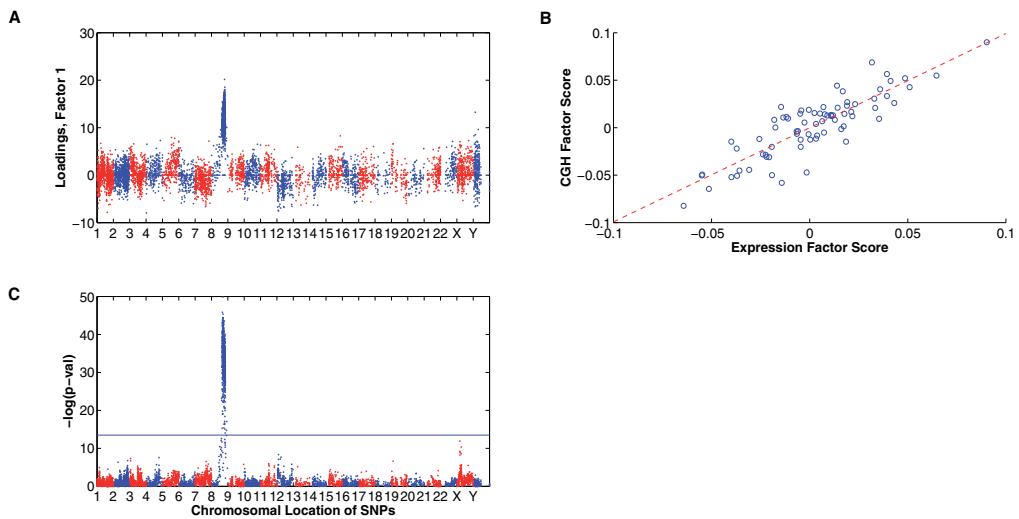 A
Loadings, Factor 1
30
20
10
0
−10
1 2 3 4 5 6 7 8 9 10 11 12 13 14 15 16 17 18 19 20 21 22 X Y
B
CGH Factor Score
0.1
0.05
0
−0.05
−0.1
−0.1 −0.05 0 0.05 0.1
Expression Factor Score
C
−log(p−val)
50
40
30
20
10
0
1 2 3 4 5 6 7 8 9 10 11 12 13 14 15 16 17 18 19 20 21 22 X Y
Chromosomal Location of SNPs